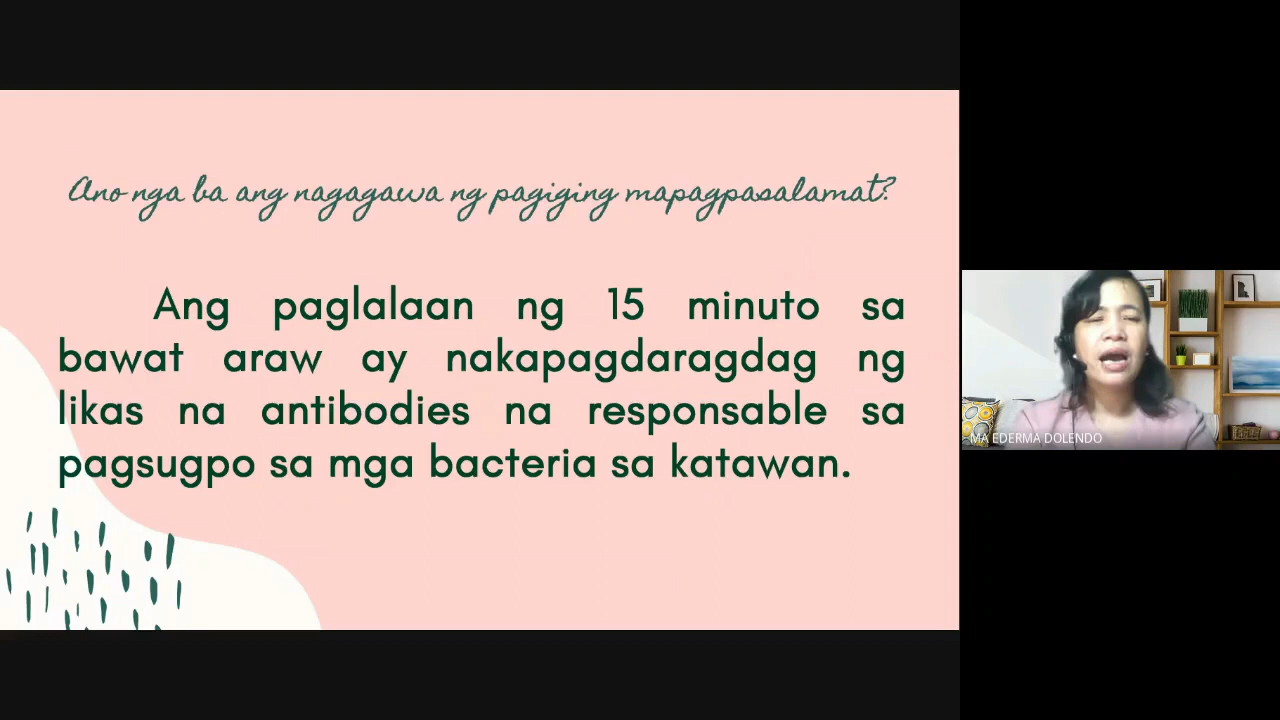 Ano nga ba ang nagagawa ng pagiging mapagpasalamat?
Ang paglalaan ng 15 minuto sa
bawat araw ay nakapagdaragdag ng
likas na antibodies na responsable sa
pagsugpo sa mga bacteria sa katawan.
MA EDERMA DOLENDO